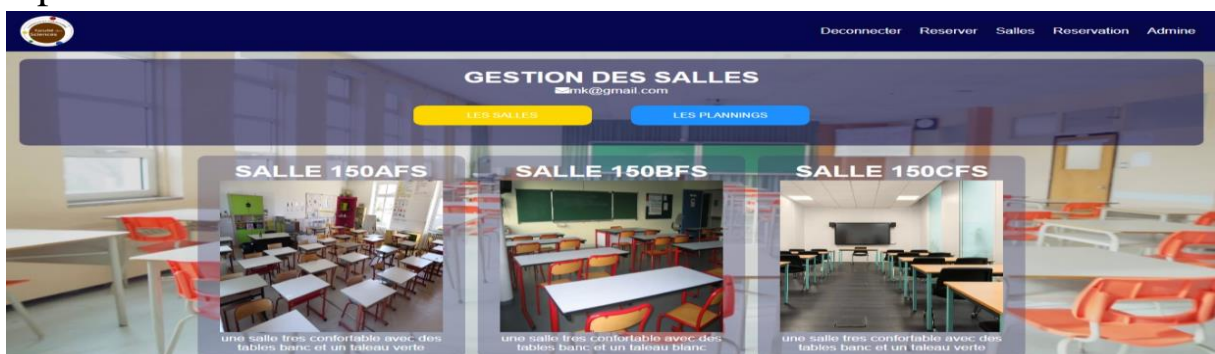 Deconnecter Reserver Salles Reservation Admine
GESTION DES SALLES
mk@gmail.com
LES SALLES LES PLANNINGS
SALLE 150AFS SALLE 150BFS SALLE 150CFS
une salle tres confortable avec des
tables banc et un taleau verte
une salle tres confortable avec des
tables banc et un taleau blanc
une salle tres confortable avec des
tables banc et un taleau verte